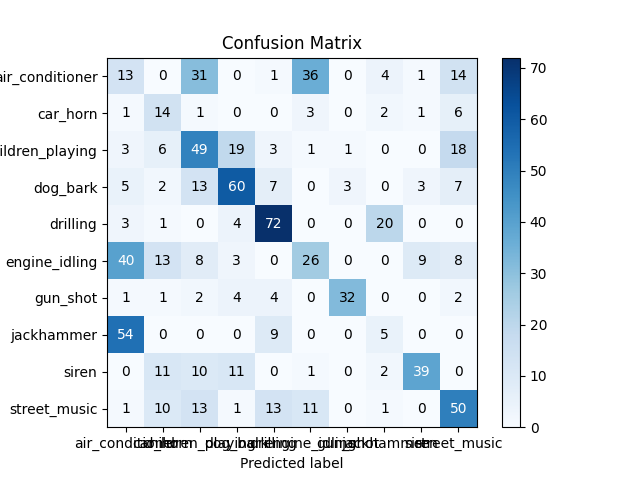 Confusion Matrix
air_conditioner 13 0 31 0 1 36 0 4 1 14
car_horn 1 14 1 0 0 3 0 2 1 6
ildren_playing 3 6 49 19 3 1 1 0 0 18
dog_bark 5 2 13 60 7 0 3 0 3 7
drilling 3 1 0 4 72 0 0 20 0 0
engine_idling 40 13 8 3 0 26 0 0 9 8
gun_shot 1 1 2 4 4 0 32 0 0 2
jackhammer 54 0 0 0 9 0 0 5 0 0
siren 0 11 10 11 0 1 0 2 39 0
street_music 1 10 13 1 13 11 0 1 0 50
street_music
Predicted label
70
60
50
40
30
20
10
0